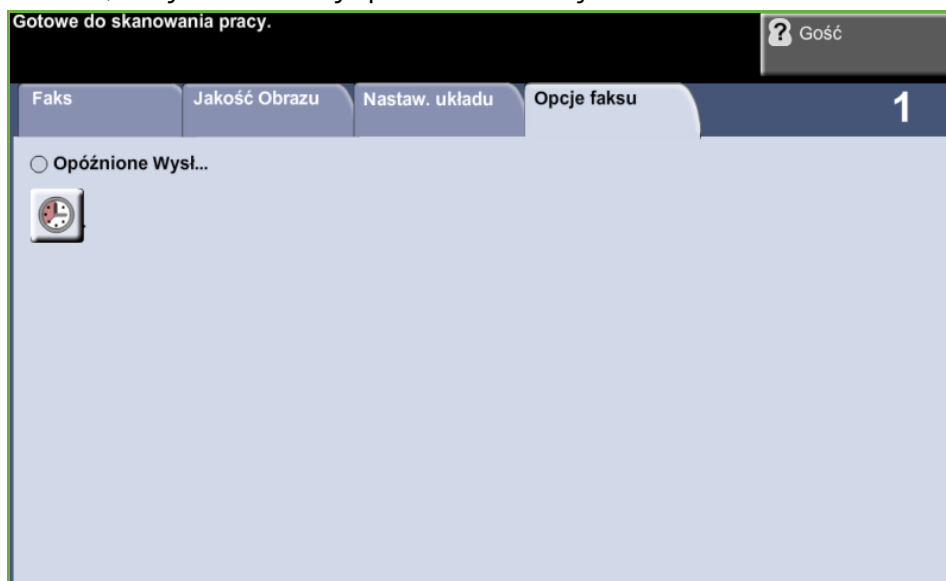 Gotowe do skanowania pracy.
? Gość
Faks
Jakość Obrazu
Nastaw. układu
Opcje faksu
1
Opóźnione Wysł...